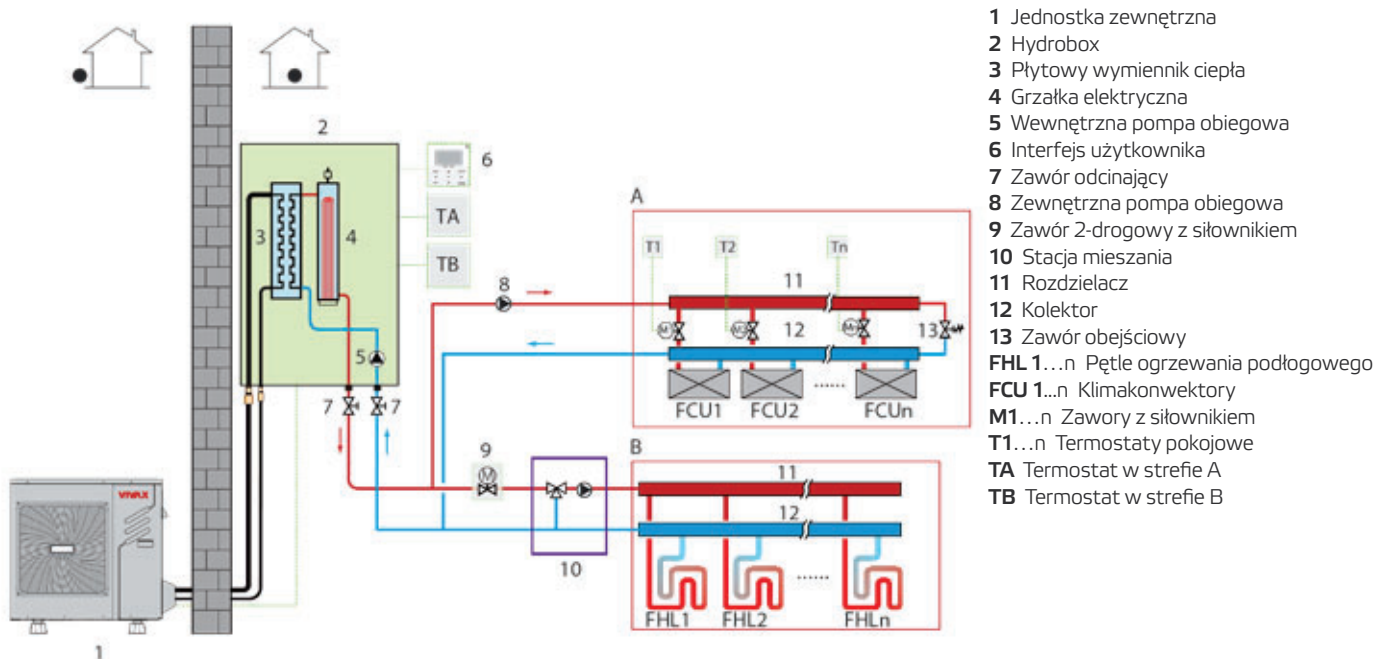 2
6
TA
TB
3
4
5
7
7
8
9
10
1
VIVAX
A
T1
T2
Tn
11
12
13
M
M
M
FCU1
FCU2
......
FCUn
B
M
11
12
......
FHL1
FHL2
FHLn
1 Jednostka zewnętrzna
2 Hydrobox
3 Płytowy wymiennik ciepła
4 Grzałka elektryczna
5 Wewnętrzna pompa obiegowa
6 Interfejs użytkownika
7 Zawór odcinający
8 Zewnętrzna pompa obiegowa
9 Zawór 2-drogowy z siłownikiem
10 Stacja mieszania
11 Rozdzielacz
12 Kolektor
13 Zawór obejściowy
FHL 1...n Pętle ogrzewania podłogowego
FCU 1...n Klimakonwektory
M1...n Zawory z siłownikiem
T1...n Termostaty pokojowe
TA Termostat w strefie A
TB Termostat w strefie B